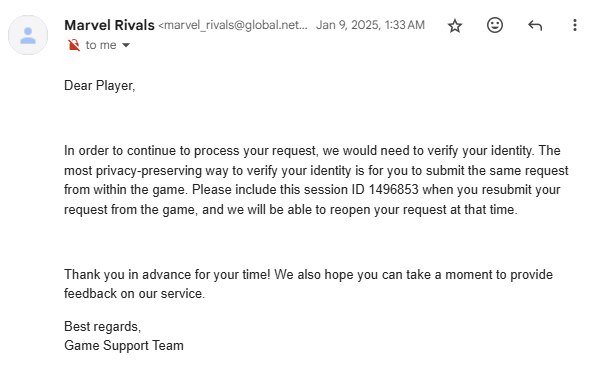 Marvel Rivals <marvel_rivals@global.net... Jan 9, 2025, 1:33 AM
to me
Dear Player,
In order to continue to process your request, we would need to verify your identity. The
most privacy-preserving way to verify your identity is for you to submit the same request
from within the game. Please include this session ID 1496853 when you resubmit your
request from the game, and we will be able to reopen your request at that time.
Thank you in advance for your time! We also hope you can take a moment to provide
feedback on our service.
Best regards,
Game Support Team